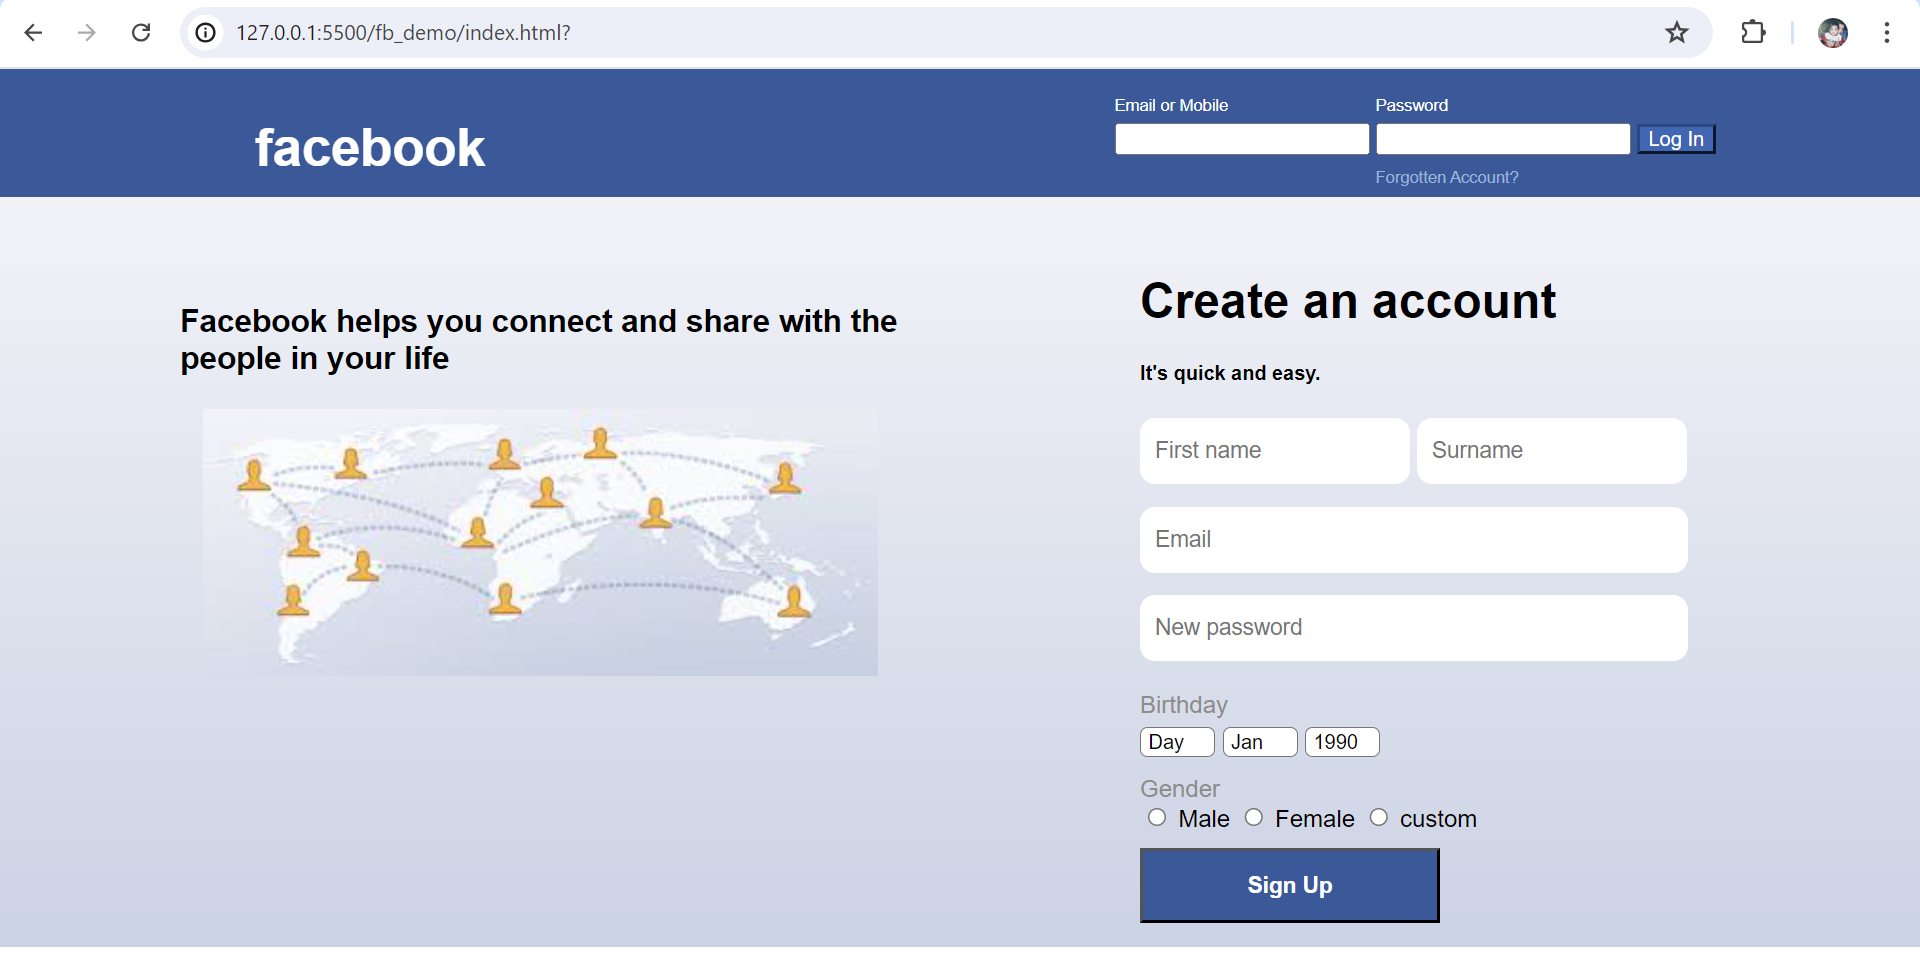 127.0.0.1:5500/fb_demo/index.html?
Email or Mobile Password
facebook
Log In
Forgotten Account?
Create an account
Facebook helps you connect and share with the
people in your life
It's quick and easy.
First name Surname
Email
New password
Birthday
Day Jan 1990
Gender
Male Female custom
Sign Up